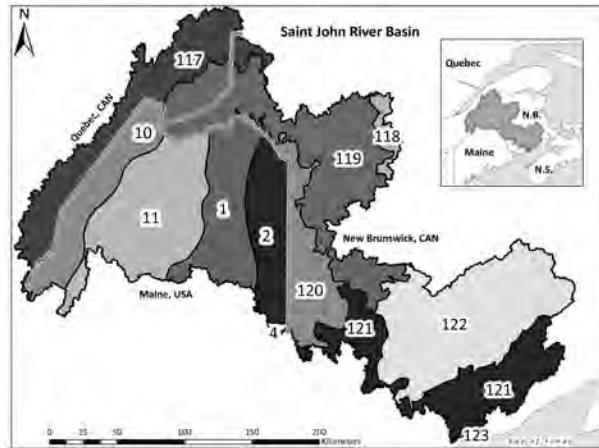 N
Saint John River Basin
117
Quebec, CAN
10
118
119
11
1
2
New Brunswick, CAN
Maine, USA
120
4
121
122
121
123
0 25 50 100 150 200
Kilometers
Quebec
N.B.
Maine
N.S.